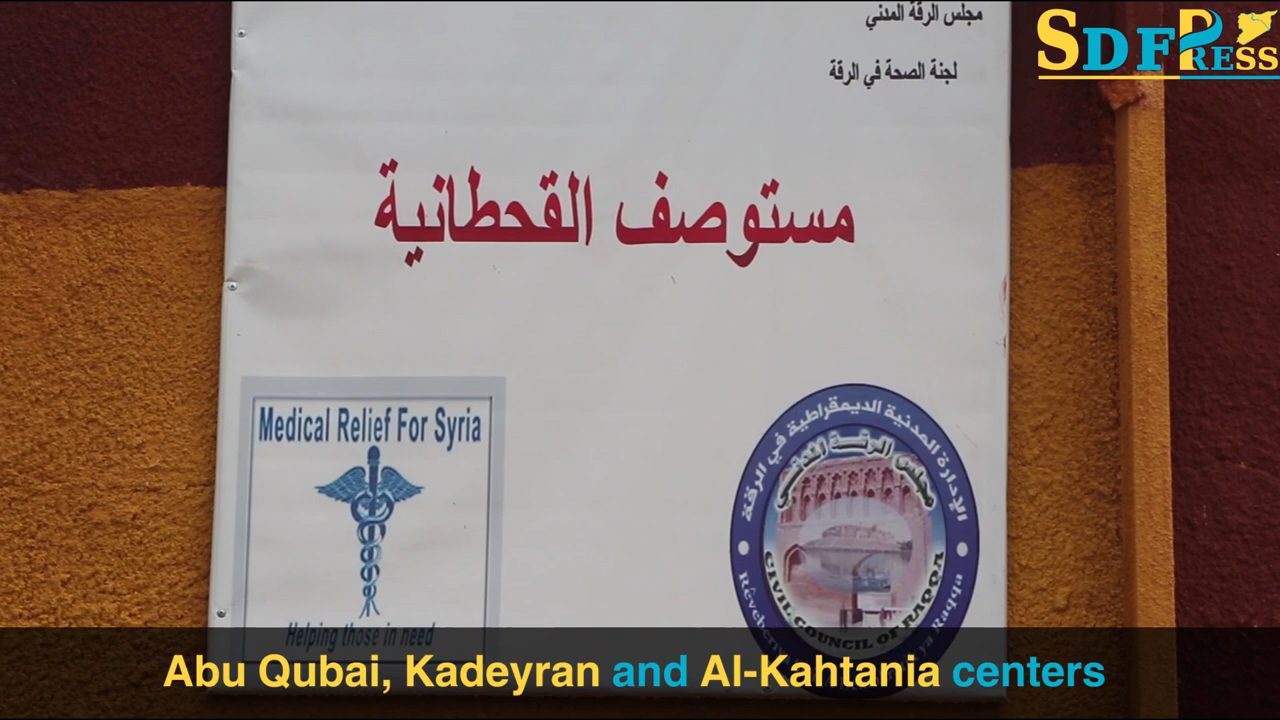 مجلس الرقة المدني
SDF PRESS
لجنة الصحة في الرقة
مستوصف القحطانية
Medical Relief For Syria
Helping those in need
الإدارة المدنية الديمقراطية في الرقة
مجلس الرقة المدني
CIVIL COUNCIL OF RAQQA
Raqqa
Abu Qubai, Kadeyran and Al-Kahtania centers